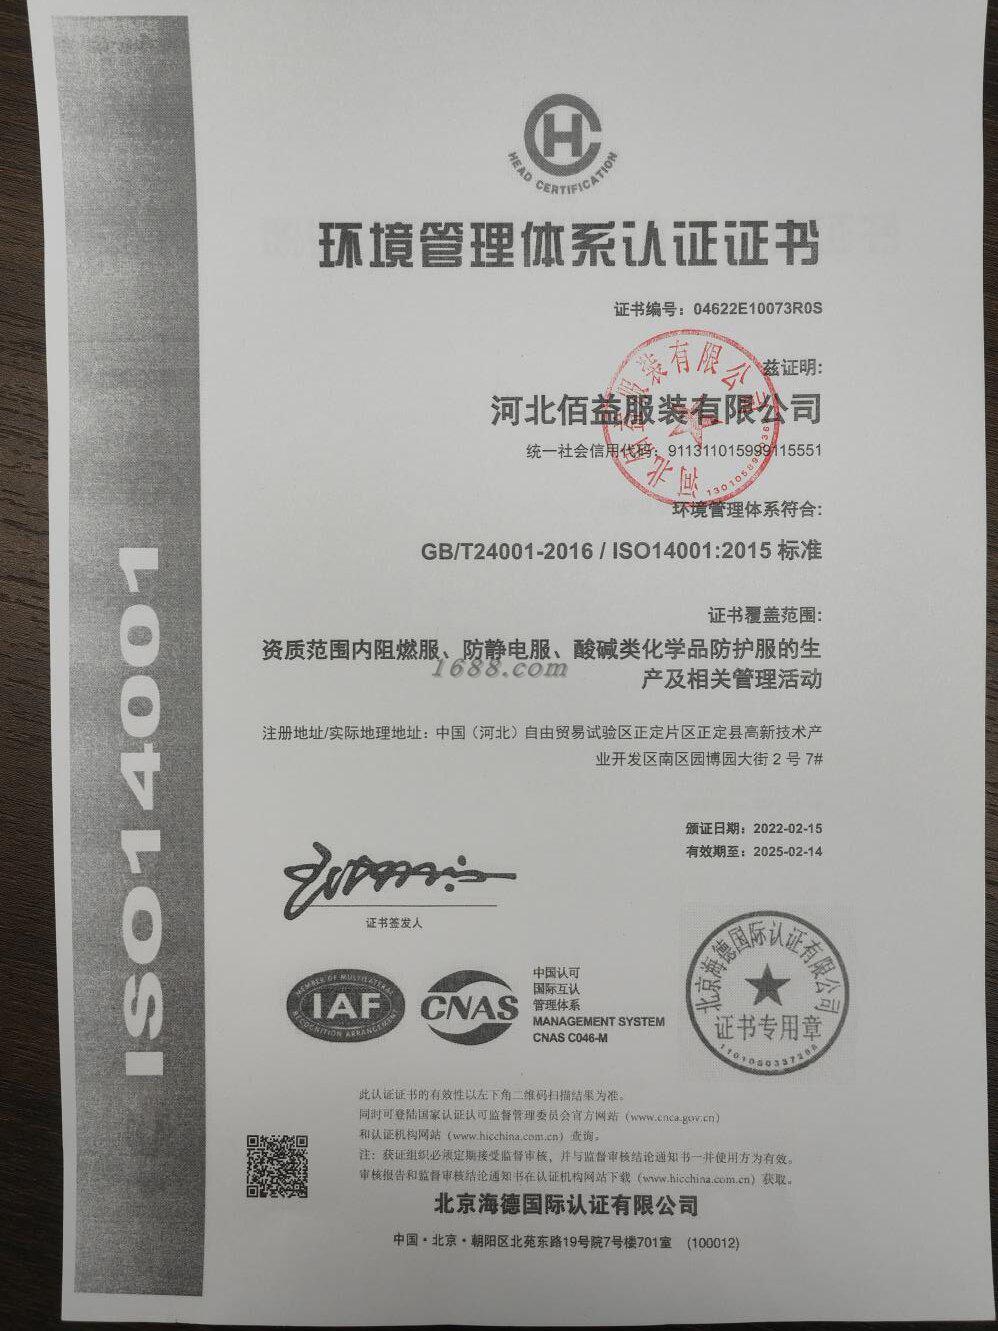 ISO14001
HEAD CERTIFICATION
环境管理体系认证证书
证书编号：04622E10073R0S
兹证明:
河北佰益服装有限公司
统一社会信用代码：911311015999115551
河北佰益服装有限公司
环境管理体系符合:
GB/T24001-2016 / ISO14001:2015 标准
证书覆盖范围:
资质范围内阻燃服、防静电服、酸碱类化学品防护服的生
产及相关管理活动
1688.com
注册地址/实际地理地址：中国（河北）自由贸易试验区正定片区正定县高新技术产
业开发区南区园博园大街 2 号 7#
颁证日期：2022-02-15
有效期至：2025-02-14
证书签发人
MEMBER OF MULTILATERAL
IAF
RECOGNITION ARRANGEMENT
CNAS
中国认可
国际互认
管理体系
MANAGEMENT SYSTEM
CNAS C046-M
北京海德国际认证有限公司
证书专用章
此认证证书的有效性以左下角二维码扫描结果为准。
同时可登陆国家认证认可监督管理委员会官方网站（www.cnca.gov.cn）
和认证机构网站（www.hicchina.com.cn）查询。
注：获证组织必须定期接受监督审核，并与监督审核结论通知书一并使用方为有效。
审核报告和监督审核结论通知书在认证机构网站下载（www.hicchina.com.cn）获取。
北京海德国际认证有限公司
中国·北京·朝阳区北苑东路19号院7号楼701室 （100012）